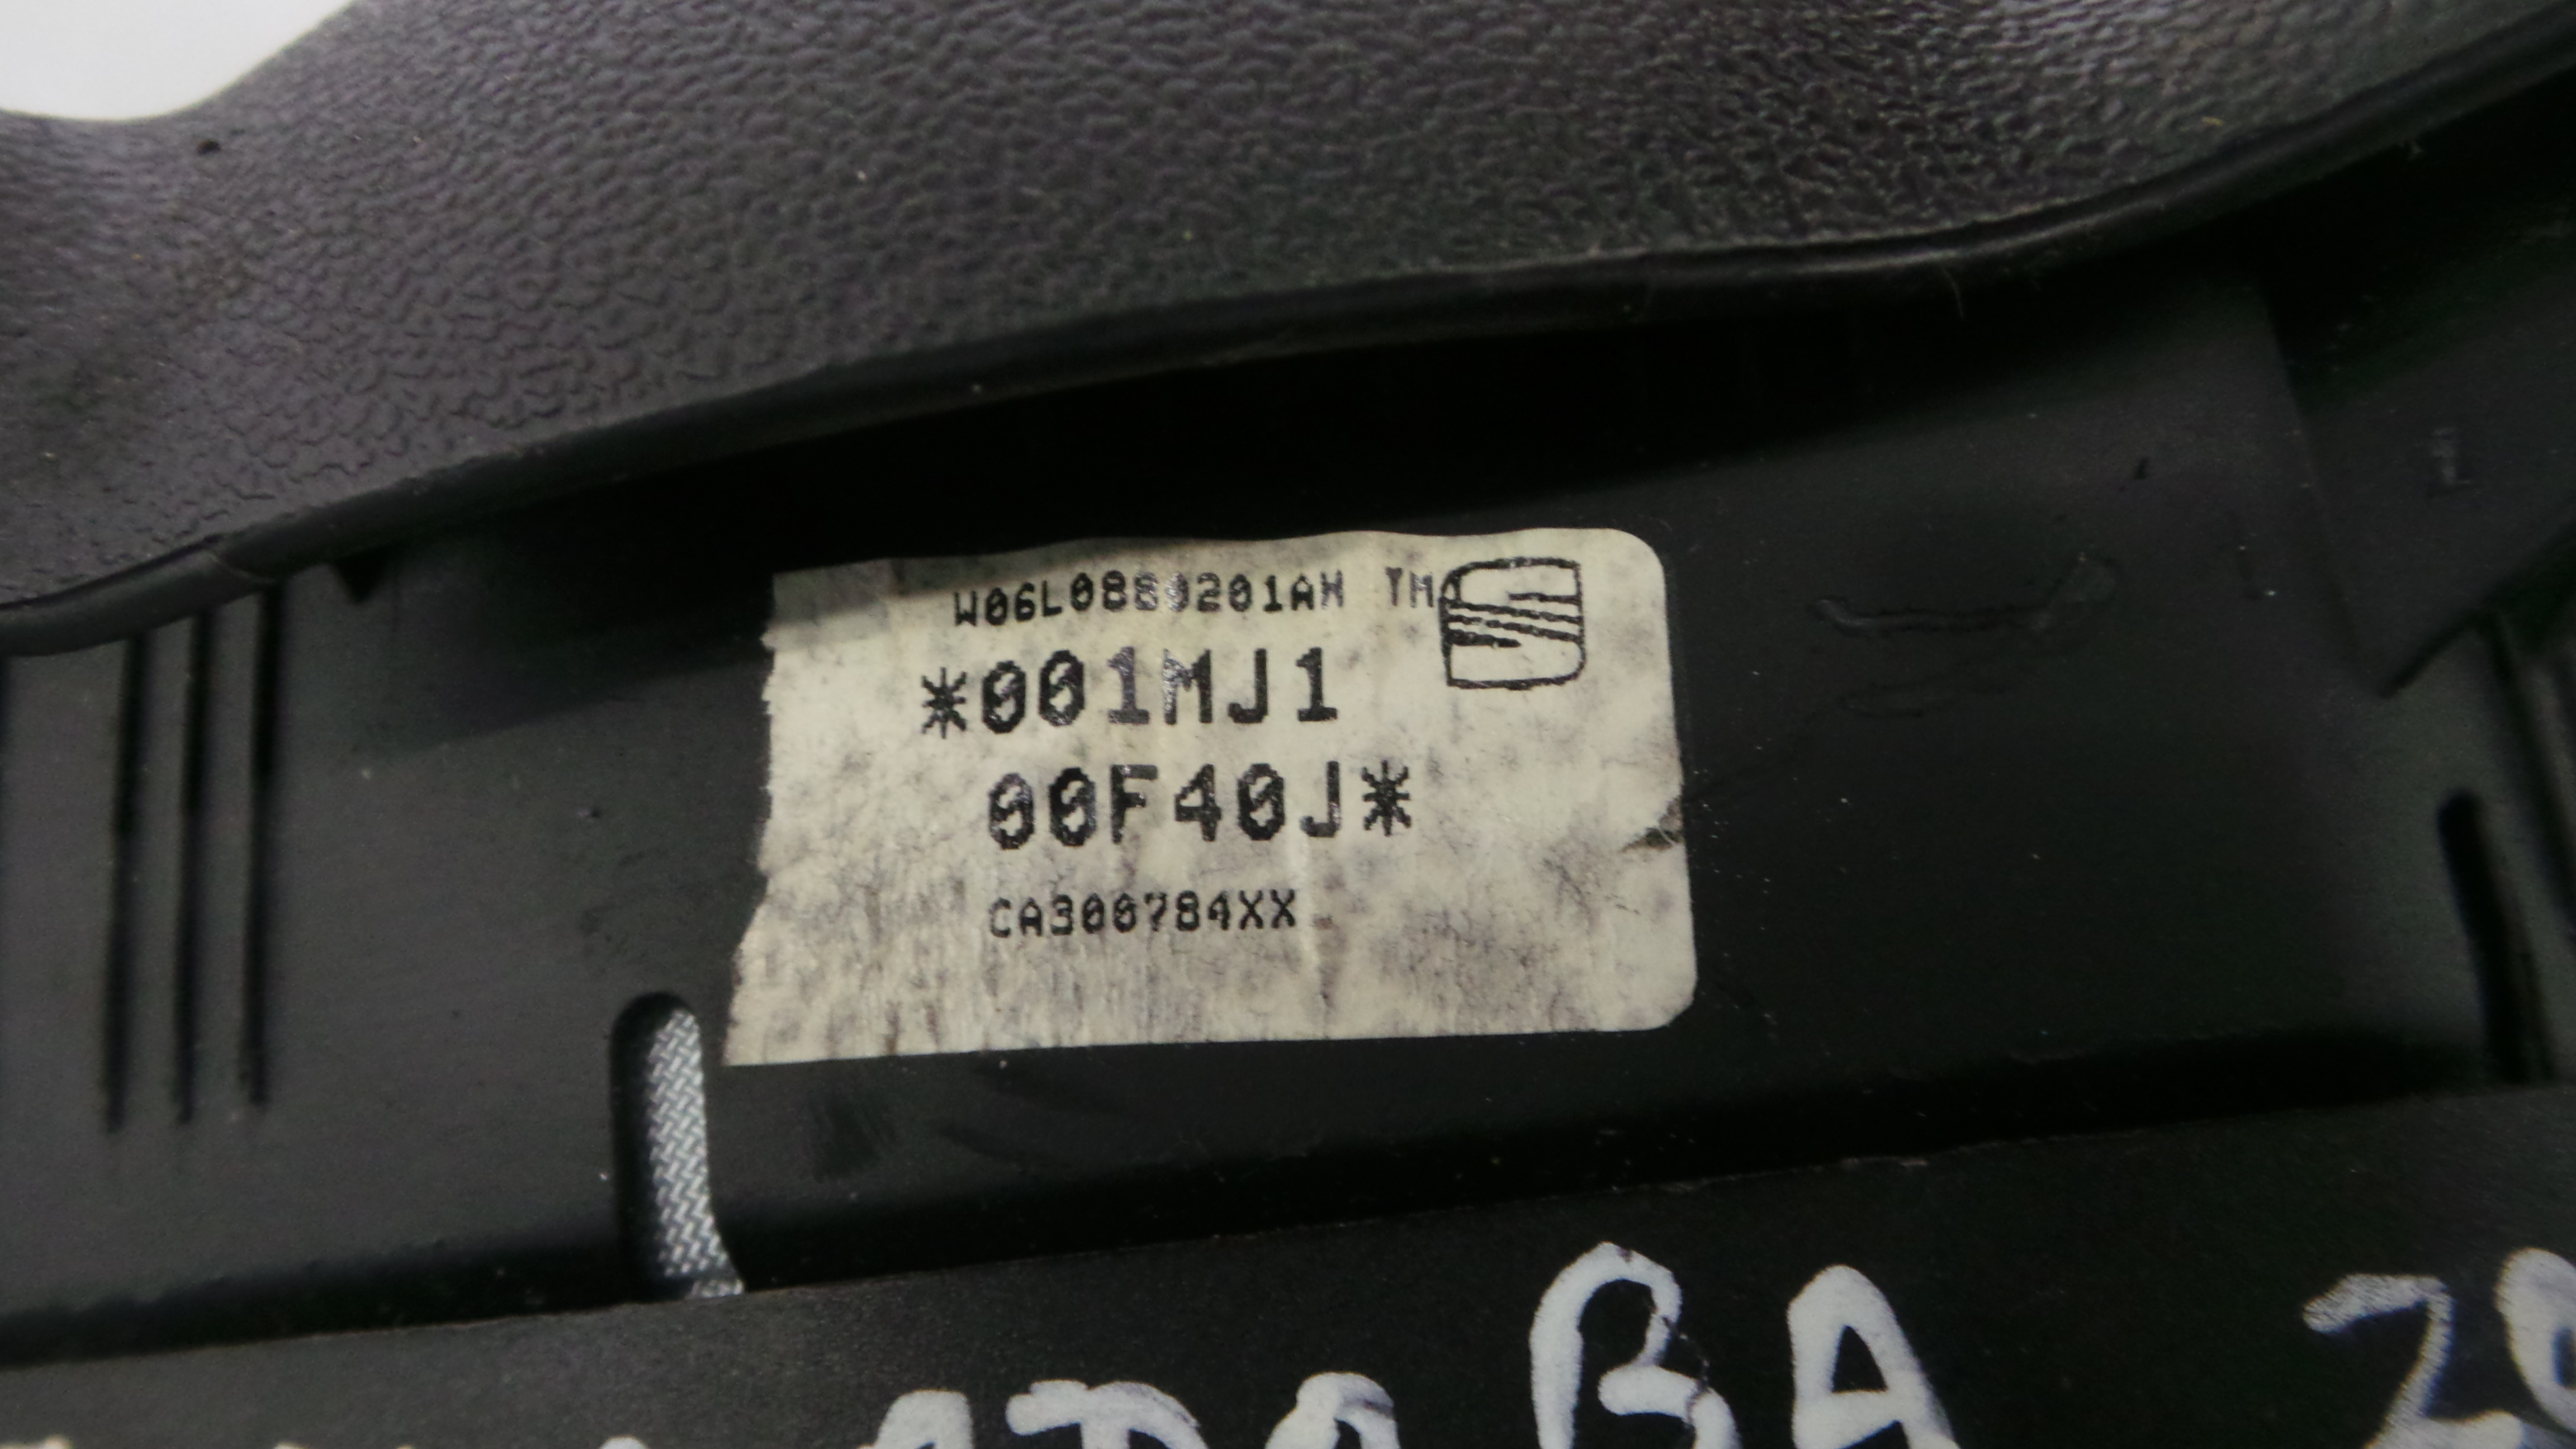 W06L0880201AH TM
*001MJ1
00F40J*
CA300784XX